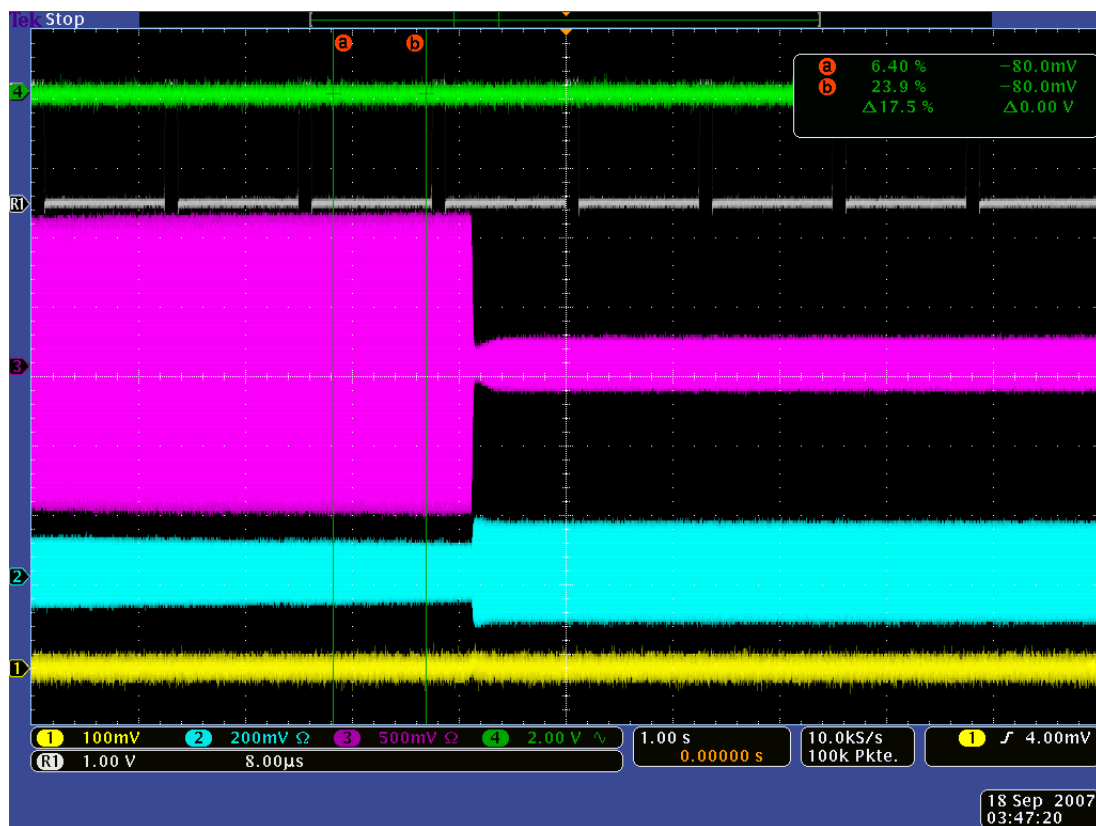 Tek Stop
a b
a 6.40 % −80.0mV
b 23.9 % −80.0mV
△17.5 % △0.00 V
4
R1
3
2
1
1 100mV 2 200mV Ω 3 500mV Ω 4 2.00 V ∿
R1 1.00 V 8.00µs
1.00 s
0.00000 s
10.0kS/s
100k Pkte.
1 ƒ 4.00mV
18 Sep 2007
03:47:20